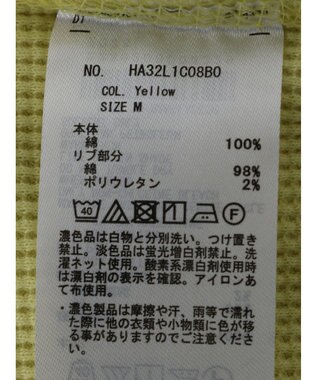 NO. HA32L1C08B0
COL. Yellow
SIZE M
本体
綿 100%
リブ部分
綿 98%
ポリウレタン 2%
40 F
濃色品は白物と分別洗い。つけ置き
禁止。淡色品は蛍光増白剤禁止。洗
濯ネット使用。酸素系漂白剤使用時
は漂白剤の表示を確認。アイロンあ
て布使用。
・濃色製品は摩擦や汗、雨等で濡れ
た際に他の衣類や小物類に色が移
る事がありますのでご注意くださ
い。